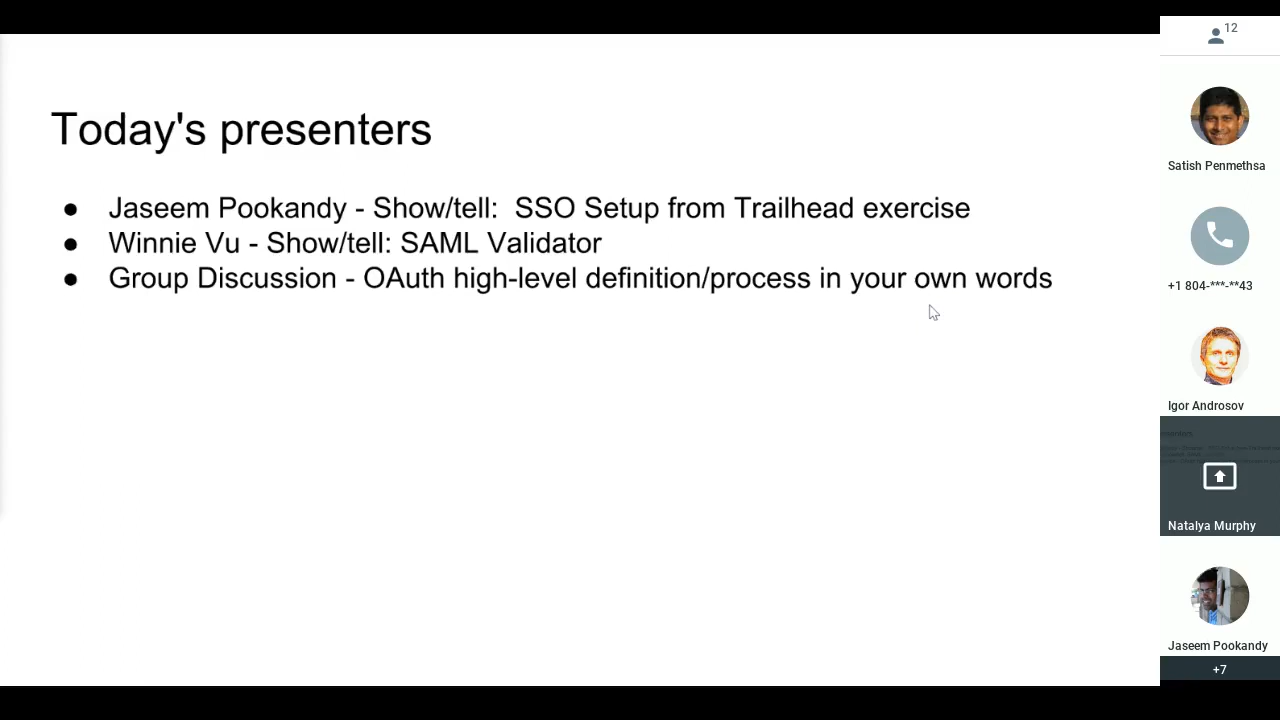 Today's presenters
● Jaseem Pookandy - Show/tell:  SSO Setup from Trailhead exercise
● Winnie Vu - Show/tell: SAML Validator
● Group Discussion - OAuth high-level definition/process in your own words
12
Satish Penmethsa
+1 804-***-**43
Igor Androsov
Natalya Murphy
Jaseem Pookandy
+7